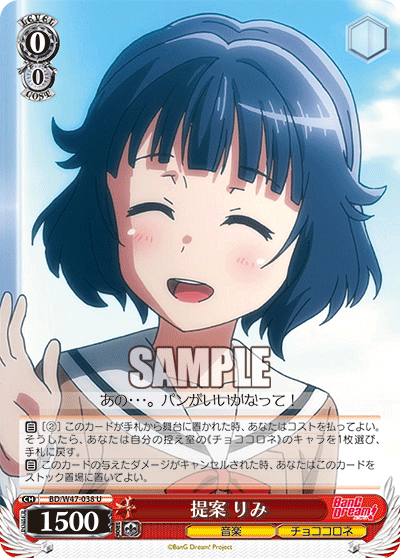 LEVEL
0
0
COST
SAMPLE
あの・・・。パンがいいかなって！
【自】［②］ このカードが手札から舞台に置かれた時、あなたはコストを払ってよい。
そうしたら、あなたは自分の控え室の《チョココロネ》のキャラを1枚選び、
手札に戻す。
【自】 このカードの与えたダメージがキャンセルされた時、あなたはこのカードを
ストック置場に置いてよい。
CH
BD/W47-038 U
1500
提案 りみ
BanG Dream!
音楽
チョココロネ
©BanG Dream! Project